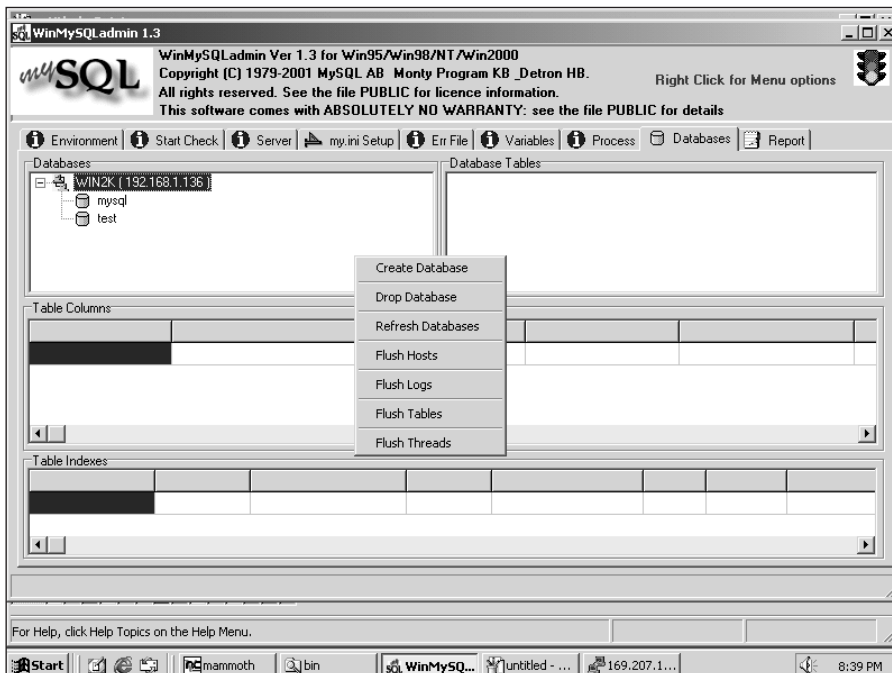 WinMySQLadmin 1.3
mySQL
WinMySQLadmin Ver 1.3 for Win95/Win98/NT/Win2000
Copyright (C) 1979-2001 MySQL AB Monty Program KB _Detron HB.
All rights reserved. See the file PUBLIC for licence information.
This software comes with ABSOLUTELY NO WARRANTY: see the file PUBLIC for details
Right Click for Menu options
Environment Start Check Server my.ini Setup Err File Variables Process Databases Report
Databases
Database Tables
WIN2K ( 192.168.1.136 )
mysql
test
Create Database
Drop Database
Refresh Databases
Flush Hosts
Flush Logs
Flush Tables
Flush Threads
Table Columns
Table Indexes
For Help, click Help Topics on the Help Menu.
Start mammoth bin WinMySQ... untitled - ... 169.207.1... 8:39 PM